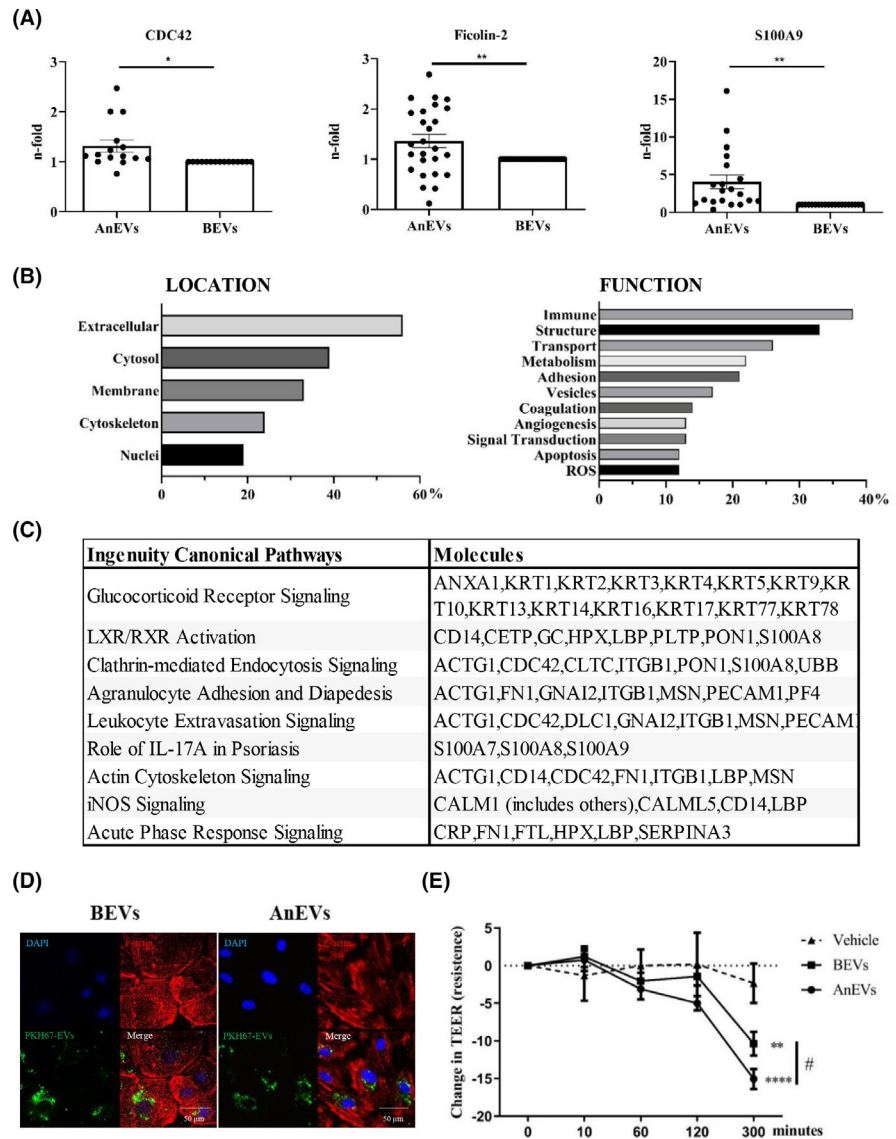 (A)
CDC42
Ficolin-2
S100A9
*
**
**
n-fold
3
2
1
0
AnEVs
BEVs
n-fold
3
2
1
0
AnEVs
BEVs
n-fold
20
15
10
5
0
AnEVs
BEVs
(B)
LOCATION
FUNCTION
Extracellular
Cytosol
Membrane
Cytoskeleton
Nuclei
0 20 40 60 %
Immune
Structure
Transport
Metabolism
Adhesion
Vesicles
Coagulation
Angiogenesis
Signal Transduction
Apoptosis
ROS
0 10 20 30 40 %
(C)
Ingenuity Canonical Pathways Molecules
Glucocorticoid Receptor Signaling ANXA1,KRT1,KRT2,KRT3,KRT4,KRT5,KRT9,KR
T10,KRT13,KRT14,KRT16,KRT17,KRT77,KRT78
LXR/RXR Activation CD14,CETP,GC,HPX,LBP,PLTP,PON1,S100A8
Clathrin-mediated Endocytosis Signaling ACTG1,CDC42,CLTC,ITGB1,PON1,S100A8,UBB
Agranulocyte Adhesion and Diapedesis ACTG1,FN1,GNAI2,ITGB1,MSN,PECAM1,PF4
Leukocyte Extravasation Signaling ACTG1,CDC42,DLC1,GNAI2,ITGB1,MSN,PECAM1
Role of IL-17A in Psoriasis S100A7,S100A8,S100A9
Actin Cytoskeleton Signaling ACTG1,CD14,CDC42,FN1,ITGB1,LBP,MSN
iNOS Signaling CALM1 (includes others),CALML5,CD14,LBP
Acute Phase Response Signaling CRP,FN1,FTL,HPX,LBP,SERPINA3
(D)
BEVs
AnEVs
DAPI
F-actin
DAPI
F-actin
PKH67-EVs
Merge
PKH67-EVs
Merge
50 μm
50 μm
(E)
Change in TEER (resistence)
5
0
-5
-10
-15
-20
0 10 60 120 300 minutes
Vehicle
BEVs
AnEVs
**
****
#